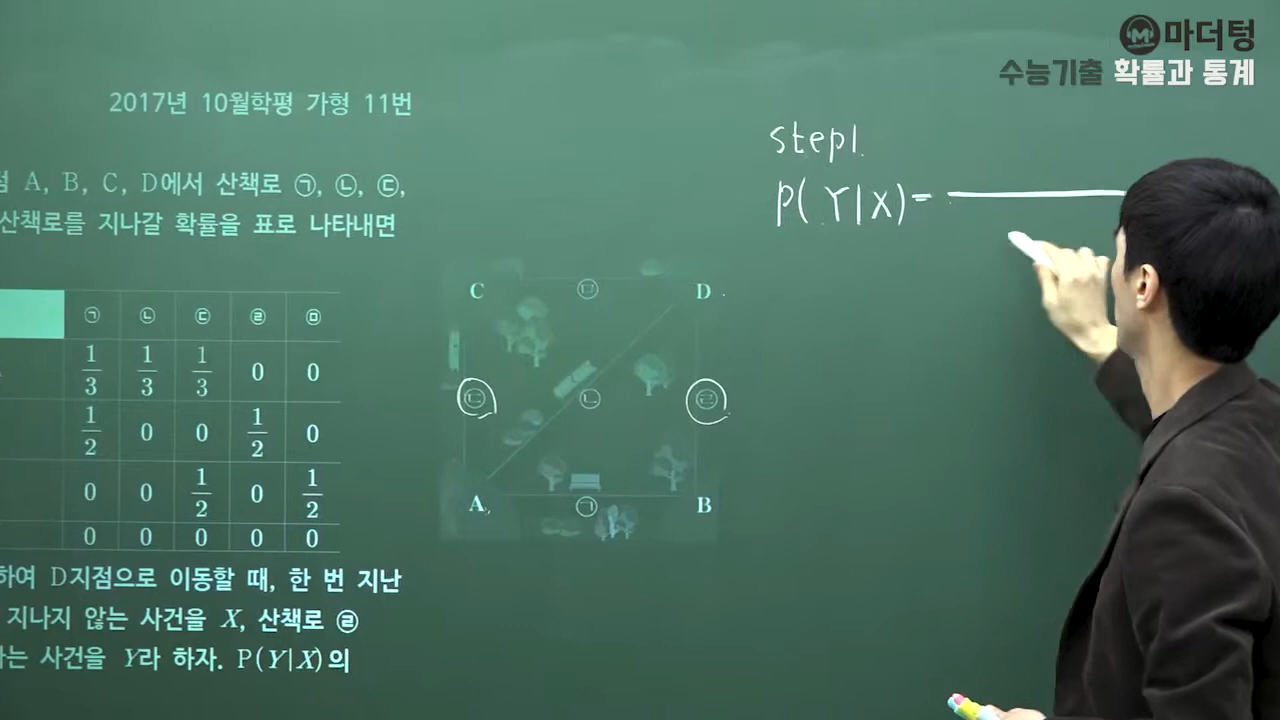 마더텅
수능기출 확률과 통계
2017년 10월학평 가형 11번
A, B, C, D에서 산책로 ㉠, ㉡, ㉢,
산책로를 지나갈 확률을 표로 나타내면
㉠ ㉡ ㉢ ㉣ ㉤
1/3 1/3 1/3 0 0
1/2 0 0 1/2 0
0 0 1/2 0 1/2
0 0 0 0 0
하여 D지점으로 이동할 때, 한 번 지난
지나지 않는 사건을 X, 산책로 ㉣
하는 사건을 Y라 하자. P(Y|X)의
C ㉤ D
㉢ ㉡ ㉣
A ㉠ B
step1.
P(Y|X)=